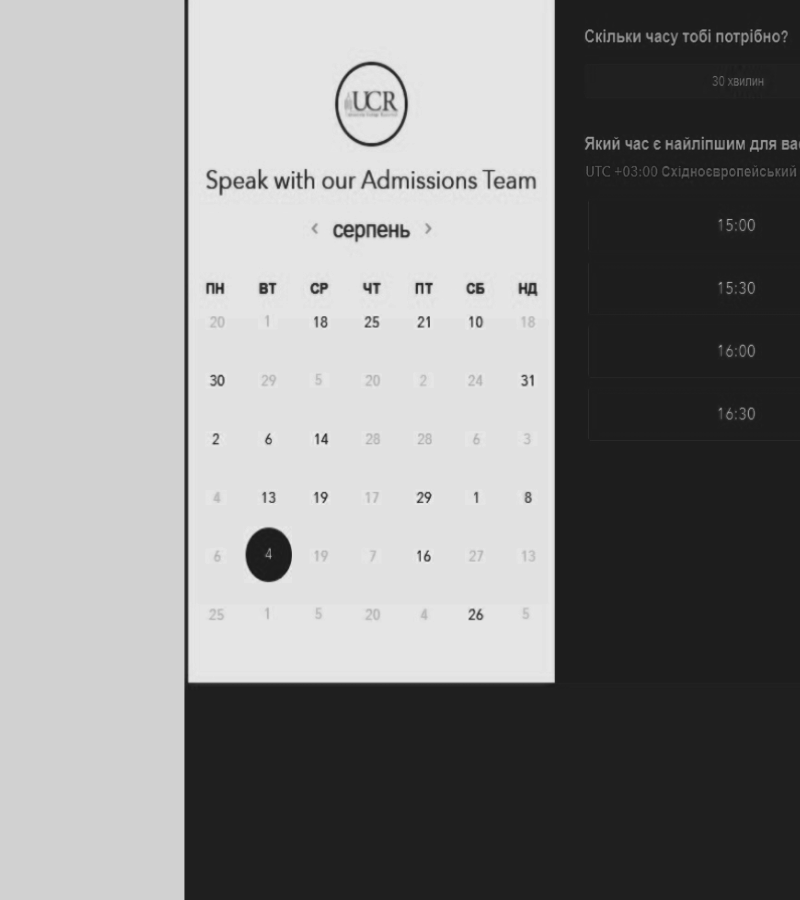 UCR
Speak with our Admissions Team
‹ серпень ›
ПН ВТ СР ЧТ ПТ СБ НД
20 1 18 25 21 10 18
30 29 5 20 2 24 31
2 6 14 28 28 6 3
4 13 19 17 29 1 8
6 4 19 7 16 27 13
25 1 5 20 4 26 5
Скільки часу тобі потрібно?
30 хвилин
Який час є найліпшим для вас
UTC +03:00 Східноєвропейський
15:00
15:30
16:00
16:30